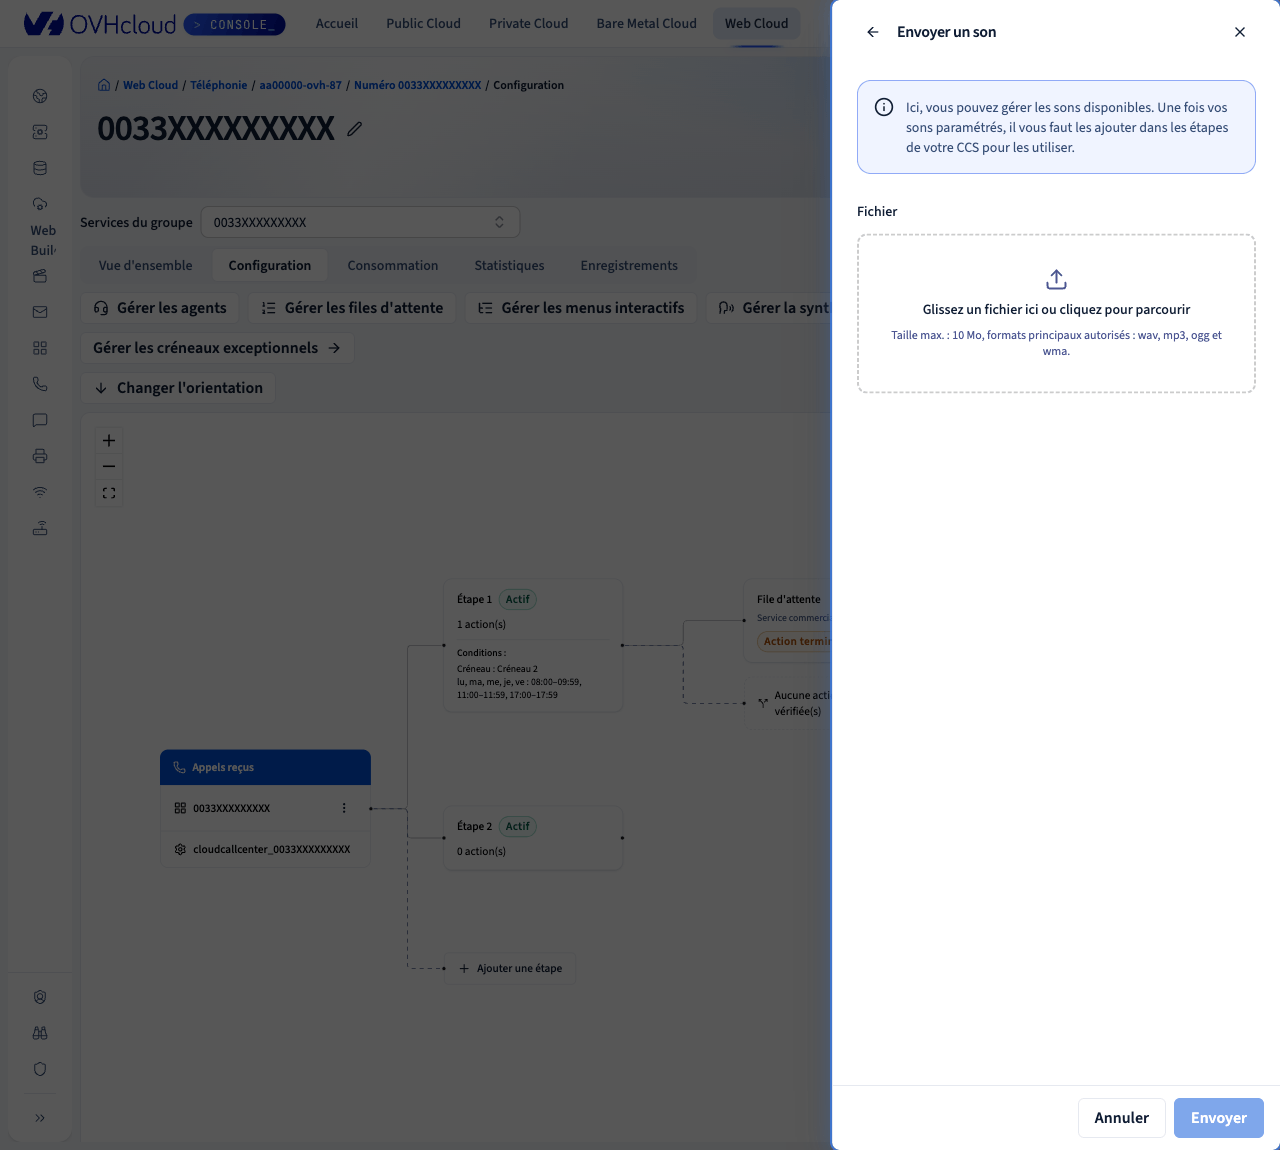 OVHcloud > CONSOLE_ Accueil Public Cloud Private Cloud Bare Metal Cloud Web Cloud
/ Web Cloud / Téléphonie / aa00000-ovh-87 / Numéro 0033XXXXXXXXX / Configuration
0033XXXXXXXXX
Services du groupe 0033XXXXXXXXX
Web
Vue d'ensemble Configuration Consommation Statistiques Enregistrements
Gérer les agents Gérer les files d'attente Gérer les menus interactifs Gérer la synt
Gérer les créneaux exceptionnels
Changer l'orientation
Étape 1 Actif
1 action(s)
Conditions :
Créneau : Créneau 2
lu, ma, me, je, ve : 08:00–09:59,
11:00–11:59, 17:00–17:59
File d'attente
Service commerci
Action termin
Aucune acti
vérifiée(s)
Appels reçus
0033XXXXXXXXX
cloudcallcenter_0033XXXXXXXXX
Étape 2 Actif
0 action(s)
Ajouter une étape
Envoyer un son
Ici, vous pouvez gérer les sons disponibles. Une fois vos
sons paramétrés, il vous faut les ajouter dans les étapes
de votre CCS pour les utiliser.
Fichier
Glissez un fichier ici ou cliquez pour parcourir
Taille max. : 10 Mo, formats principaux autorisés : wav, mp3, ogg et
wma.
Annuler Envoyer